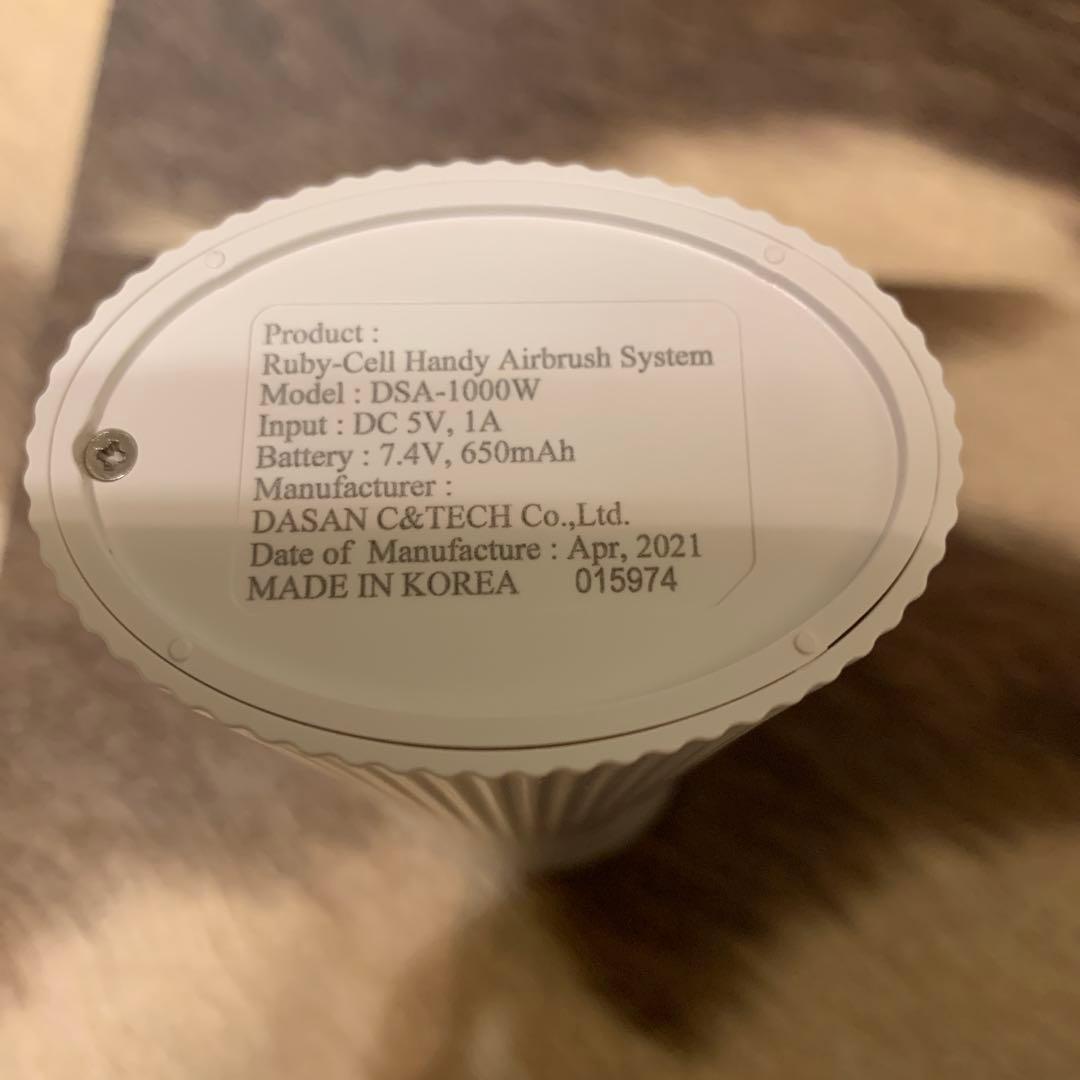 Product :
Ruby-Cell Handy Airbrush System
Model : DSA-1000W
Input : DC 5V, 1A
Battery : 7.4V, 650mAh
Manufacturer :
DASAN C&TECH Co.,Ltd.
Date of Manufacture : Apr, 2021
MADE IN KOREA 015974